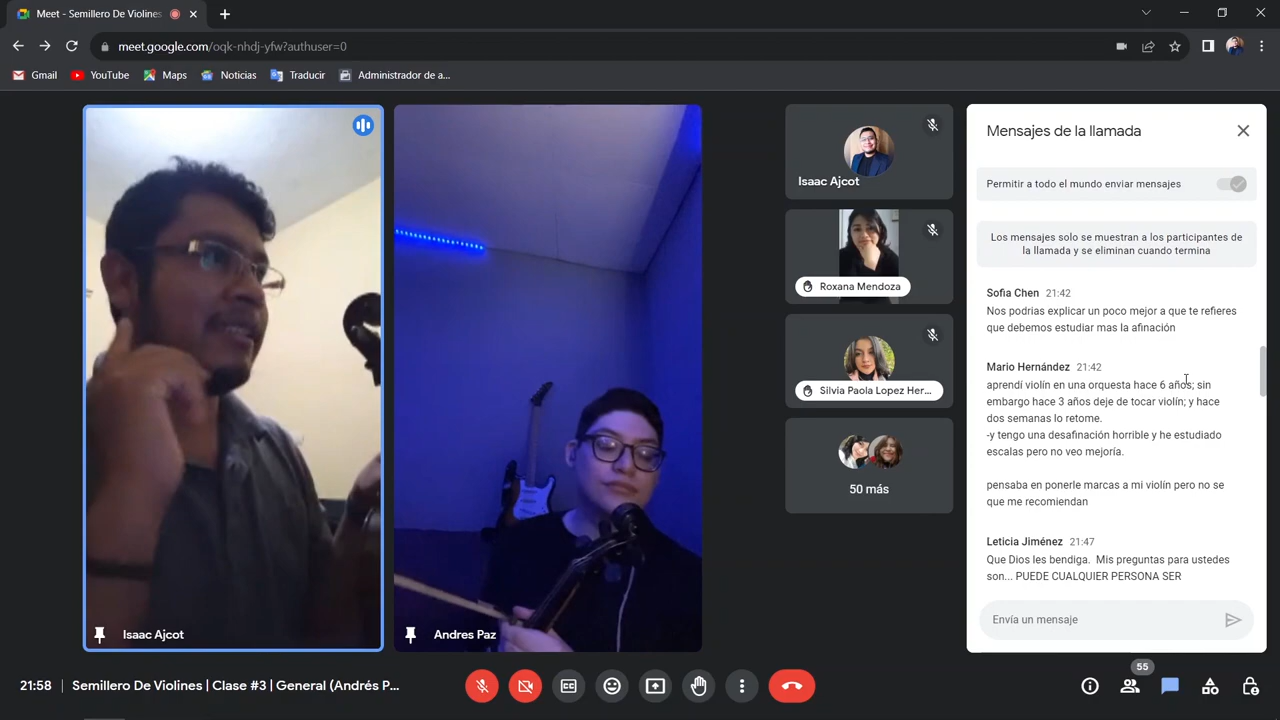 Meet - Semillero De Violines
meet.google.com/oqk-nhdj-yfw?authuser=0
Gmail
YouTube
Maps
Noticias
Traducir
Administrador de a...
Isaac Ajcot
Andres Paz
Isaac Ajcot
Roxana Mendoza
Silvia Paola Lopez Her...
50 más
Mensajes de la llamada
Permitir a todo el mundo enviar mensajes
Los mensajes solo se muestran a los participantes de
la llamada y se eliminan cuando termina
Sofia Chen 21:42
Nos podrias explicar un poco mejor a que te refieres
que debemos estudiar mas la afinación
Mario Hernández 21:42
aprendí violín en una orquesta hace 6 años; sin
embargo hace 3 años deje de tocar violín; y hace
dos semanas lo retome.
-y tengo una desafinación horrible y he estudiado
escalas pero no veo mejoría.
pensaba en ponerle marcas a mi violín pero no se
que me recomiendan
Leticia Jiménez 21:47
Que Dios les bendiga. Mis preguntas para ustedes
son... PUEDE CUALQUIER PERSONA SER
Envía un mensaje
21:58 | Semillero De Violines | Clase #3 | General (Andrés P...
55